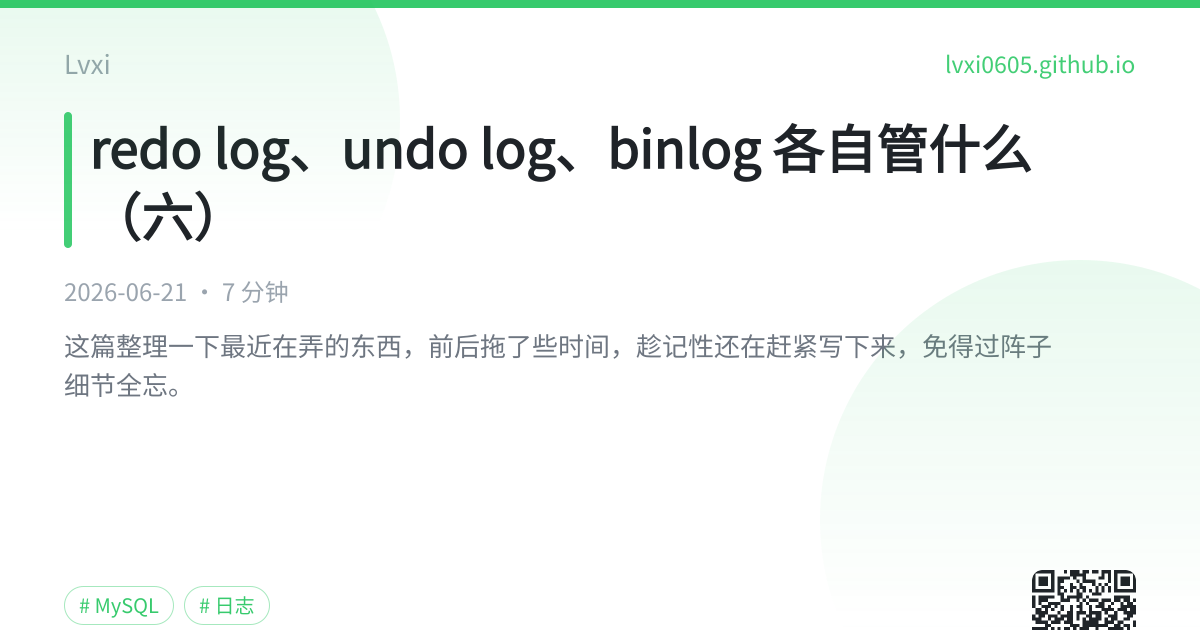 Lvxi
lvxi0605.github.io
redo log、undo log、binlog 各自管什么
（六）
2026-06-21 · 7 分钟
这篇整理一下最近在弄的东西，前后拖了些时间，趁记性还在赶紧写下来，免得过阵子
细节全忘。
# MySQL
# 日志